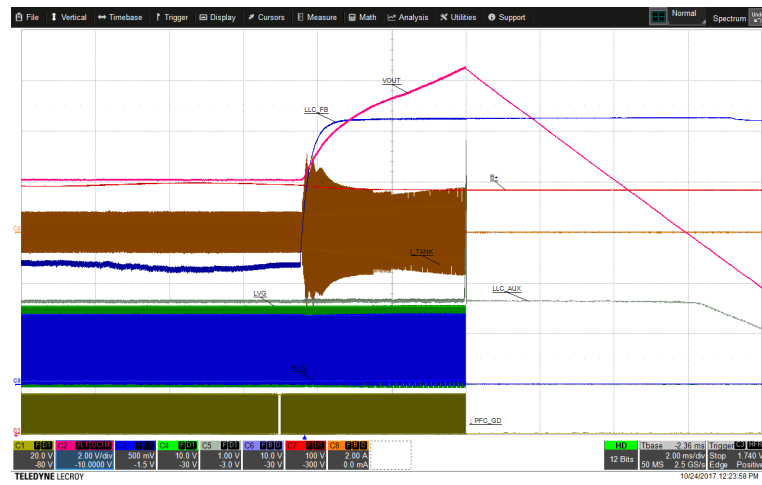 File Vertical Timebase Trigger Display Cursors Measure Math Analysis Utilities Support Normal Spectrum
VOUT
LLC_FB
B+
I_TANK
LVG
LLC_AUX
PFC_GD
C1 C2 C4 C5 C6 C7 C8 HD Tbase -2.36 ms Trigger
20.0 V 2.00 V/div 500 mV 10.0 V 1.00 V 10.0 V 100 V 2.00 A 12 Bits 2.00 ms/div Stop 1.740 V
-80 V -10.0000 V -1.5 V -30 V -3.0 V -30 V -300 V 0.0 mA 50 MS 2.5 GS/s Edge Positiv
TELEDYNE LECROY 10/24/2017 12:23:58 PM